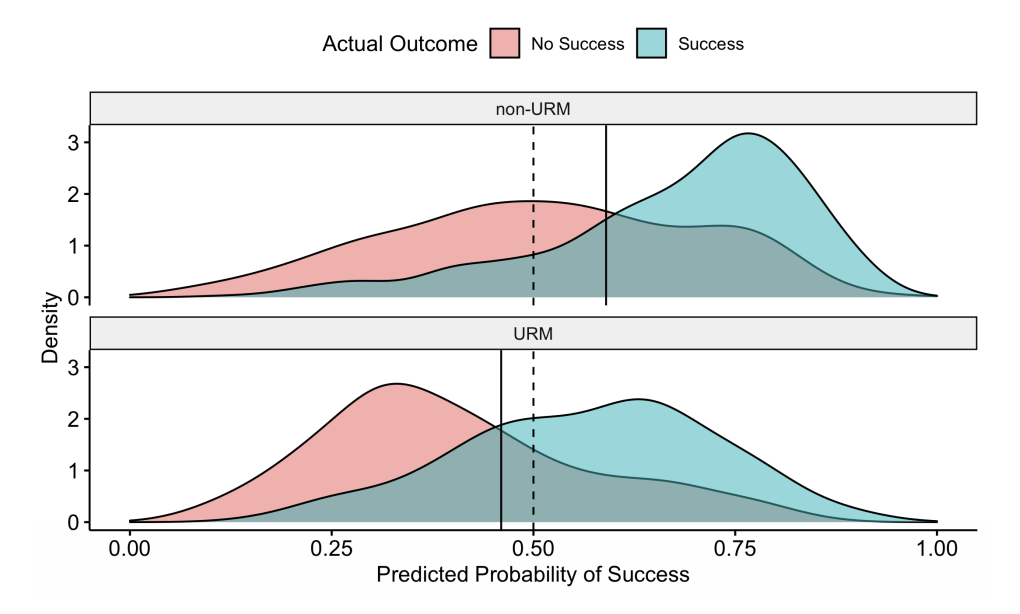 Actual Outcome No Success Success
non-URM
3
2
1
0
Density
URM
3
2
1
0
0.00 0.25 0.50 0.75 1.00
Predicted Probability of Success